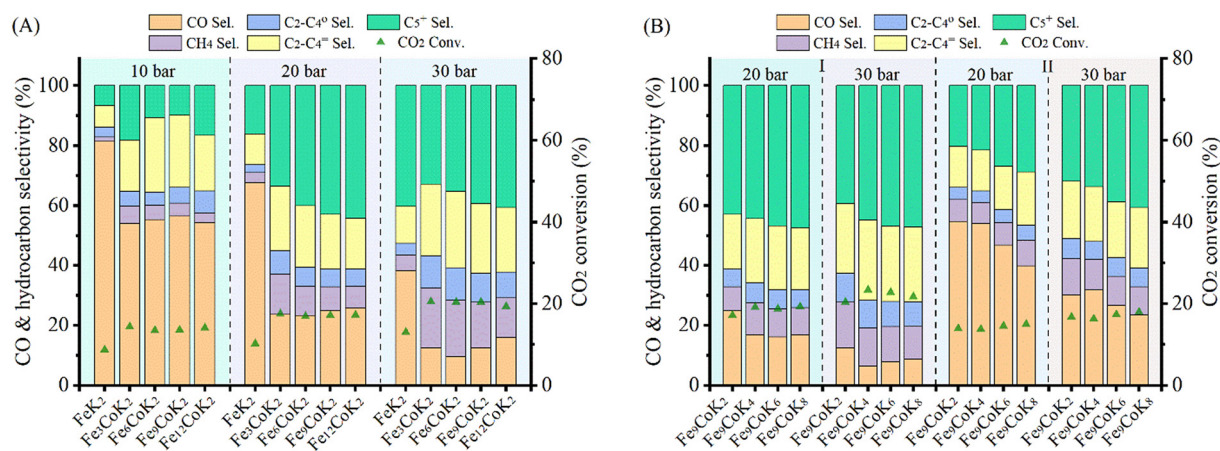 (A)
CO Sel.
C₂-C₄º Sel.
C₅⁺ Sel.
CH₄ Sel.
C₂-C₄⁼ Sel.
CO₂ Conv.
10 bar
20 bar
30 bar
CO & hydrocarbon selectivity (%)
100
80
60
40
20
0
CO₂ conversion (%)
80
60
40
20
0
FeK₂
Fe₃CoK₂
Fe₆CoK₂
Fe₉CoK₂
Fe₁₂CoK₂
FeK₂
Fe₃CoK₂
Fe₆CoK₂
Fe₉CoK₂
Fe₁₂CoK₂
FeK₂
Fe₃CoK₂
Fe₆CoK₂
Fe₉CoK₂
Fe₁₂CoK₂
(B)
CO Sel.
C₂-C₄º Sel.
C₅⁺ Sel.
CH₄ Sel.
C₂-C₄⁼ Sel.
CO₂ Conv.
20 bar
I
30 bar
20 bar
II
30 bar
CO & hydrocarbon selectivity (%)
100
80
60
40
20
0
CO₂ conversion (%)
80
60
40
20
0
Fe₉CoK₂
Fe₉CoK₄
Fe₉CoK₆
Fe₉CoK₈
Fe₉CoK₂
Fe₉CoK₄
Fe₉CoK₆
Fe₉CoK₈
Fe₉CoK₂
Fe₉CoK₄
Fe₉CoK₆
Fe₉CoK₈
Fe₉CoK₂
Fe₉CoK₄
Fe₉CoK₆
Fe₉CoK₈